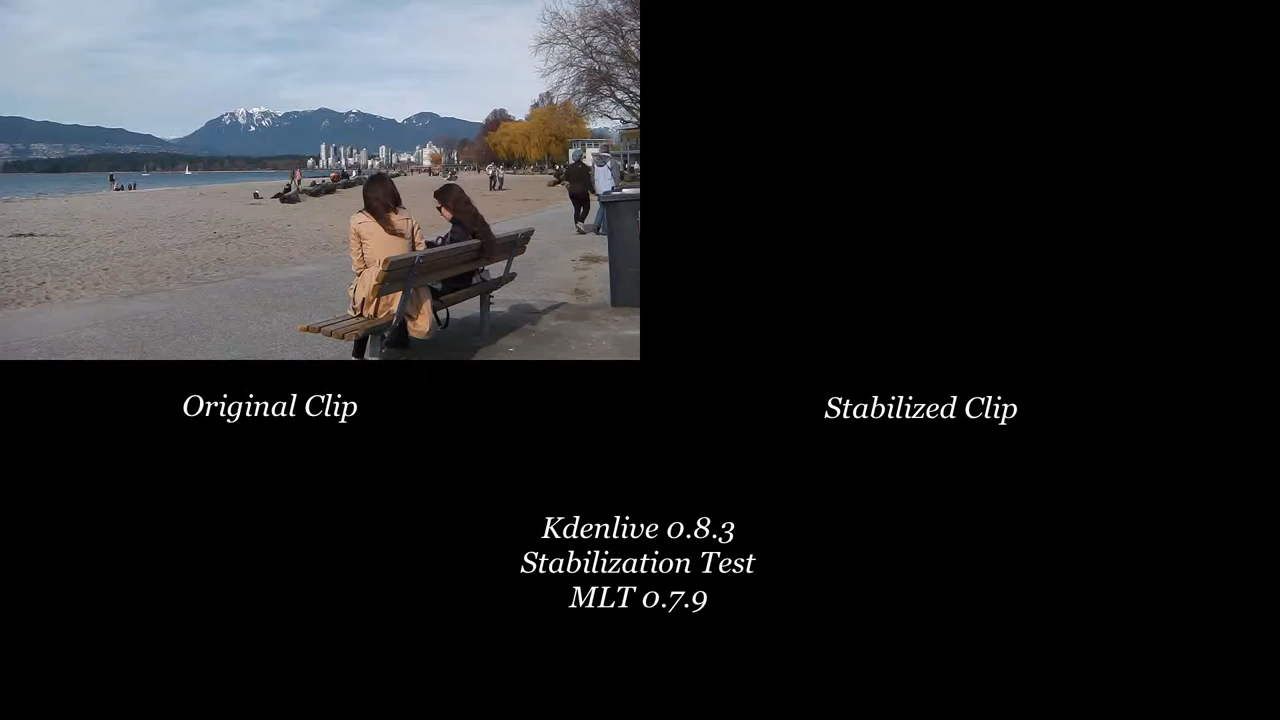 Original Clip
Stabilized Clip
Kdenlive 0.8.3
Stabilization Test
MLT 0.7.9